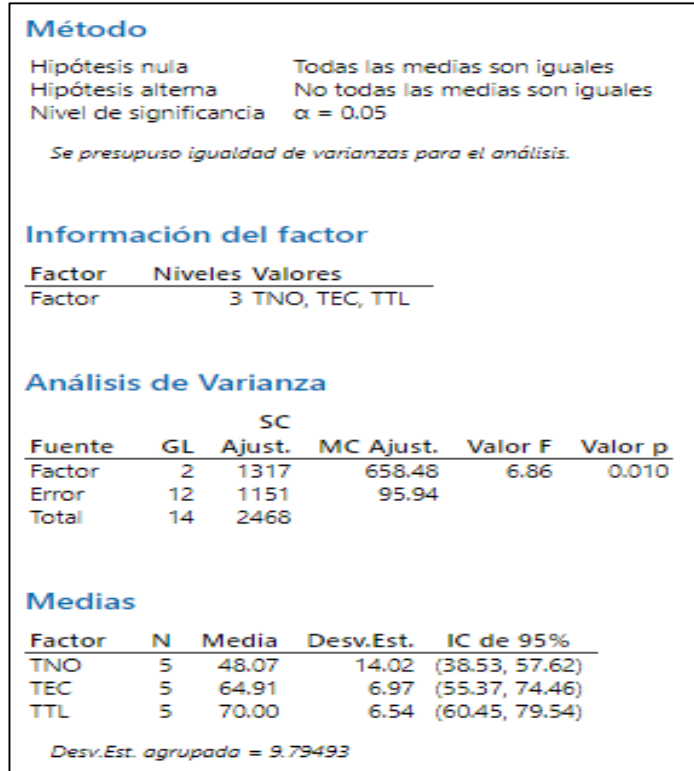 Método
Hipótesis nula Todas las medias son iguales
Hipótesis alterna No todas las medias son iguales
Nivel de significancia α = 0.05
Se presupuso igualdad de varianzas para el análisis.
Información del factor
Factor Niveles Valores
Factor 3 TNO, TEC, TTL
Análisis de Varianza
SC
Fuente GL Ajust. MC Ajust. Valor F Valor p
Factor 2 1317 658.48 6.86 0.010
Error 12 1151 95.94
Total 14 2468
Medias
Factor N Media Desv.Est. IC de 95%
TNO 5 48.07 14.02 (38.53, 57.62)
TEC 5 64.91 6.97 (55.37, 74.46)
TTL 5 70.00 6.54 (60.45, 79.54)
Desv.Est. agrupada = 9.79493